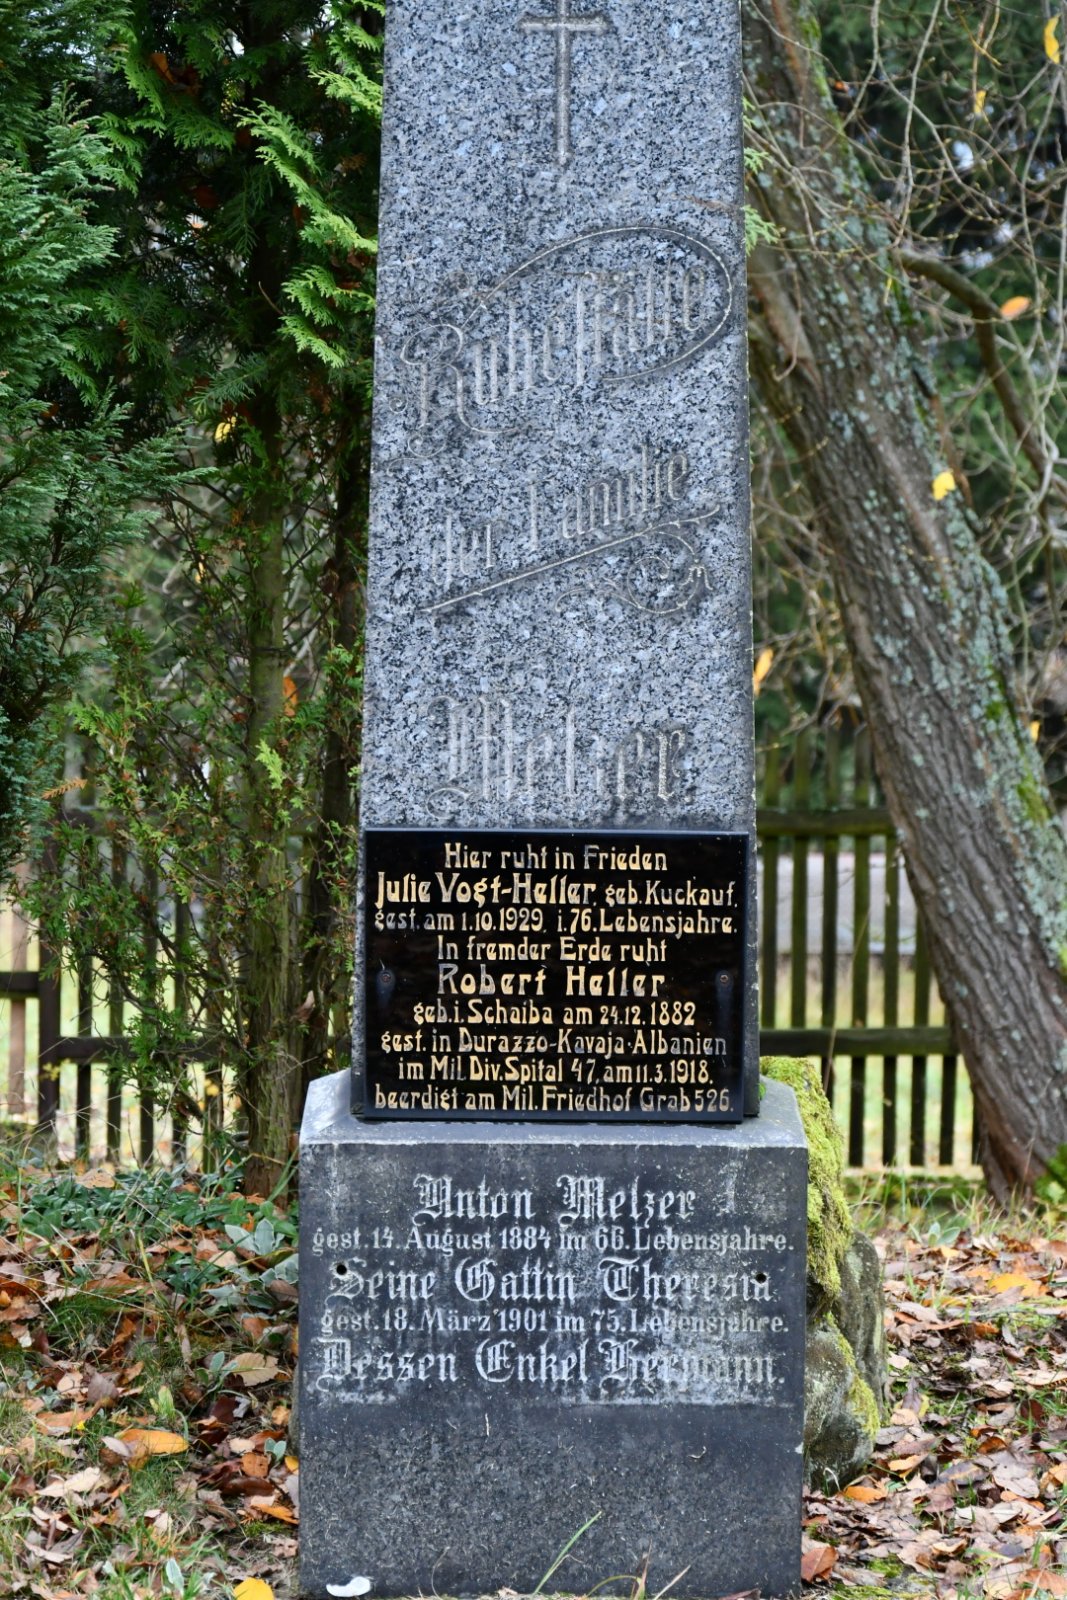 Ruhestätte
der Familie
Melzer.
Hier ruht in Frieden
Julie Vogt-Heller, geb. Kuckauf,
gest. am 1.10.1929, i. 76. Lebensjahre.
In fremder Erde ruht
Robert Heller
geb. i. Schaiba am 24.12. 1882
gest. in Durazzo-Kavaja-Albanien
im Mil. Div. Spital 47, am 11.3.1918.
beerdigt am Mil. Friedhof Grab 526.
Anton Melzer
gest. 14. August 1884 im 66. Lebensjahre.
Seine Gattin Theresia
gest. 18. März 1901 im 75. Lebensjahre.
Dessen Enkel Hermann.